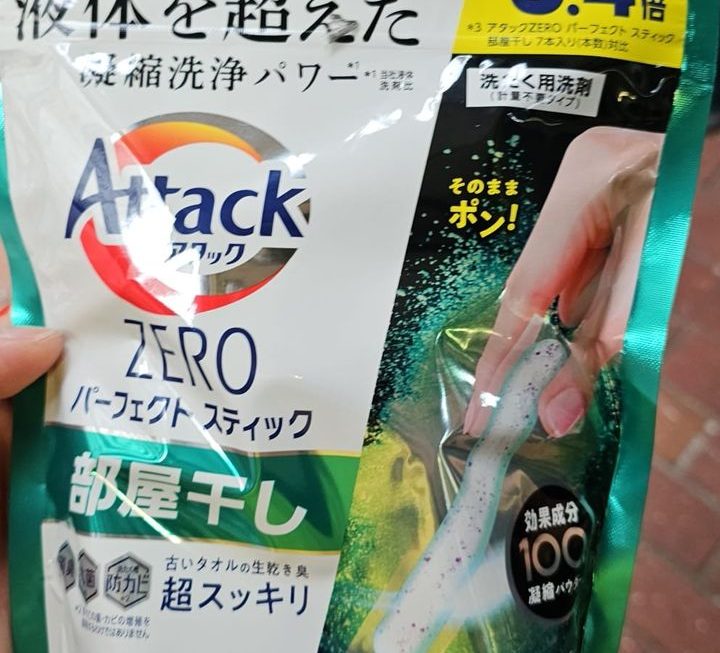 液体を超えた
凝縮洗浄パワー*1
*1 当社液体
洗剤比
倍
*3 アタックZERO パーフェクト スティック
部屋干し 7本入り(本数)対比
洗たく用洗剤
(計量不要タイプ)
Attack
アタック
ZERO
パーフェクト スティック
そのまま
ポン!
部屋干し
防カビ
古いタオルの生乾き臭
超スッキリ
効果成分
100
凝縮パウダ